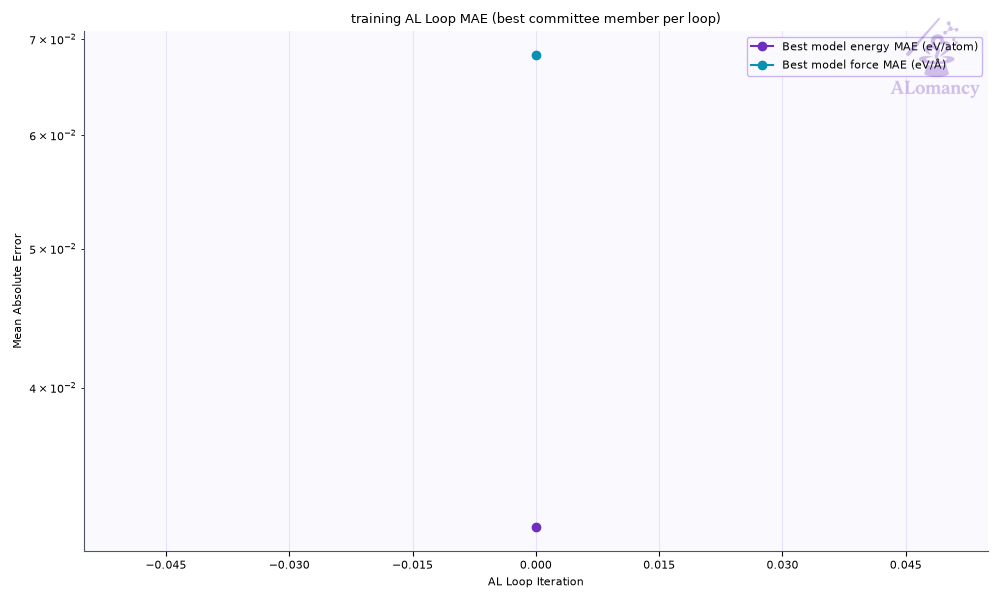 training AL Loop MAE (best committee member per loop)
Best model energy MAE (eV/atom)
Best model force MAE (eV/Å)
ALomancy
Mean Absolute Error
7 × 10⁻²
6 × 10⁻²
5 × 10⁻²
4 × 10⁻²
−0.045 −0.030 −0.015 0.000 0.015 0.030 0.045
AL Loop Iteration